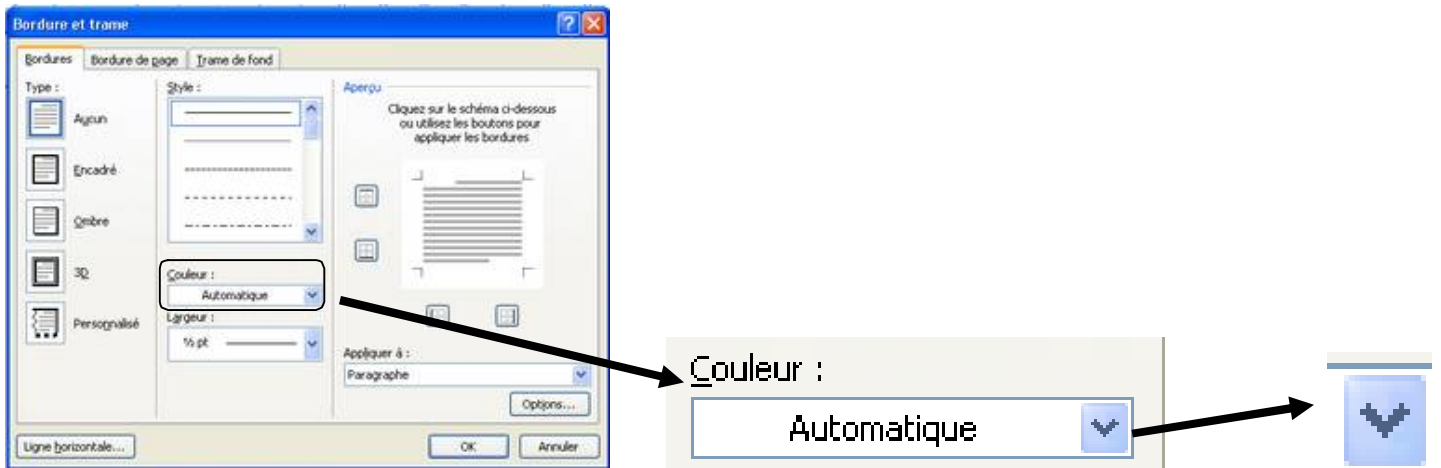 Bordure et trame
Bordures Bordure de page Trame de fond
Type :
Aucun
Encadré
Ombre
3D
Personnalisé
Style :
Couleur :
Automatique
Largeur :
½ pt
Aperçu
Cliquez sur le schéma ci-dessous
ou utilisez les boutons pour
appliquer les bordures
Appliquer à :
Paragraphe
Options...
Ligne horizontale...
OK
Annuler
Couleur :
Automatique